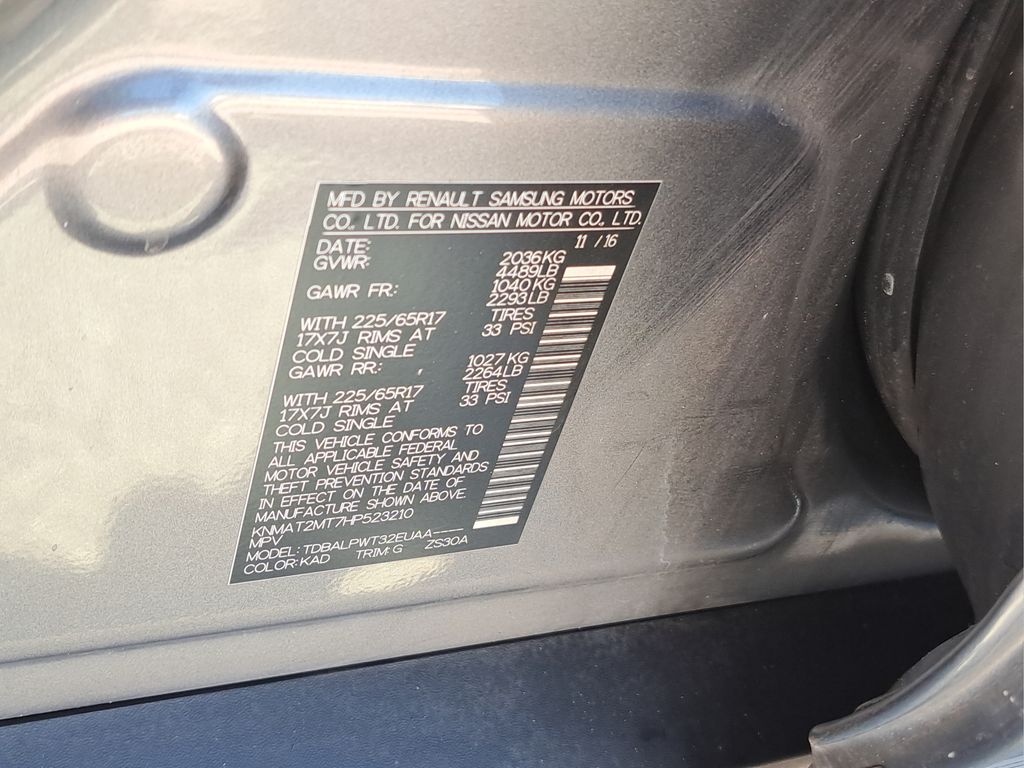 MFD BY RENAULT SAMSUNG MOTORS
CO., LTD. FOR NISSAN MOTOR CO., LTD.
DATE: 11 / 16
GVWR: 2036KG
4489LB
GAWR FR: 1040KG
2293LB
WITH 225/65R17 TIRES
17X7J RIMS AT 33 PSI
COLD SINGLE
GAWR RR: , 1027KG
2264LB
WITH 225/65R17 TIRES
17X7J RIMS AT 33 PSI
COLD SINGLE
THIS VEHICLE CONFORMS TO
ALL APPLICABLE FEDERAL
MOTOR VEHICLE SAFETY AND
THEFT PREVENTION STANDARDS
IN EFFECT ON THE DATE OF
MANUFACTURE SHOWN ABOVE.
KNMAT2MT7HP523210
MPV
MODEL: TDBALPWT32EUAA----
COLOR: KAD TRIM: G ZS30A